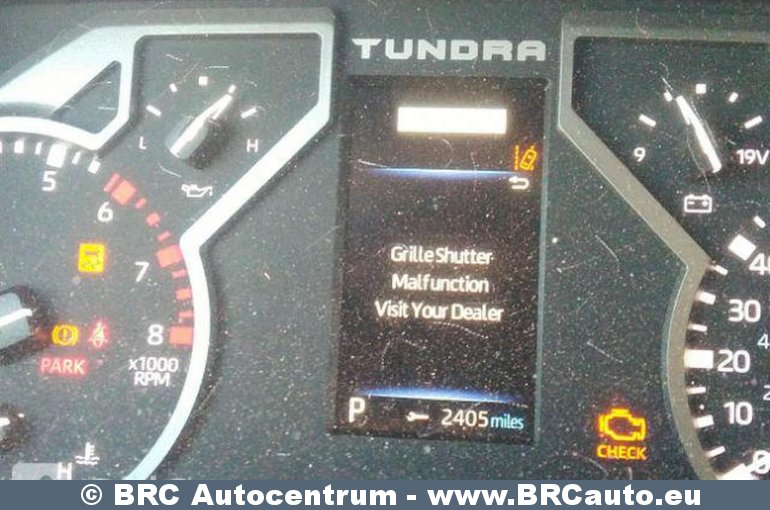 TUNDRA
L H
9 19V
5
6
7
8
x1000
RPM
PARK
Grille Shutter
Malfunction
Visit Your Dealer
P 2405 miles
CHECK
40
30
20
10
0
H
© BRC Autocentrum - www.BRCauto.eu